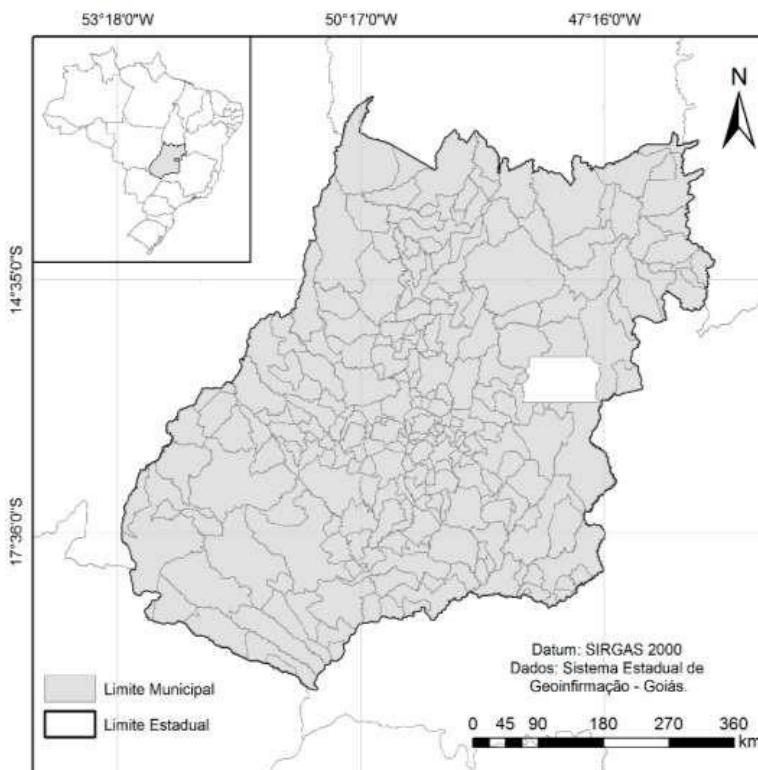 53°18'0"W
50°17'0"W
47°16'0"W
N
14°35'0"S
17°36'0"S
Datum: SIRGAS 2000
Dados: Sistema Estadual de
Geoinfirmação - Goiás.
Limite Municipal
Limite Estadual
0 45 90 180 270 360
km